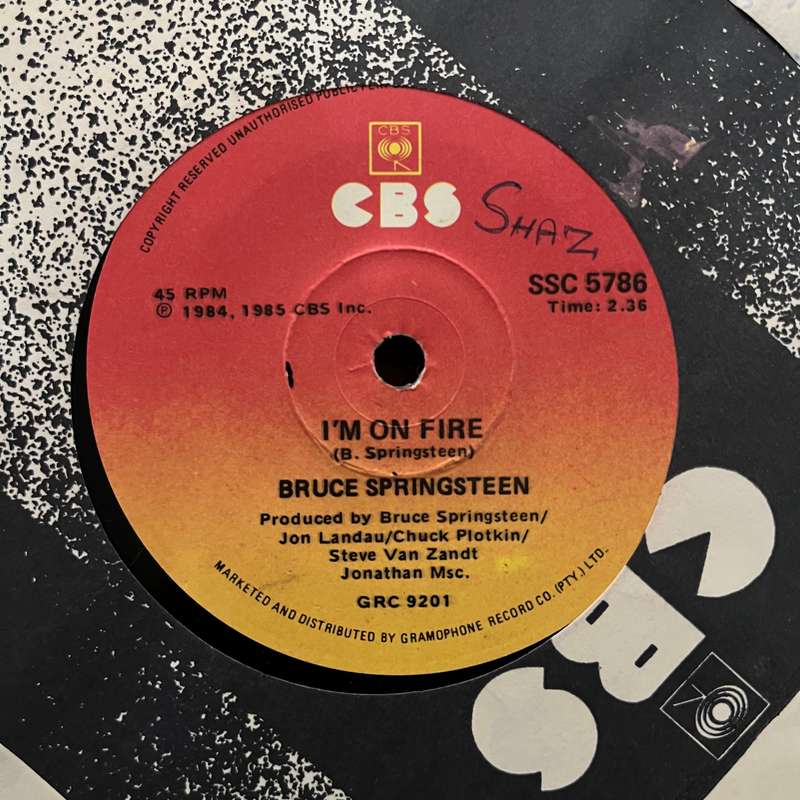 COPYRIGHT RESERVED UNAUTHORISED PUBLIC
CBS
CBS
SHAZ
45 RPM
℗ 1984, 1985 CBS Inc.
SSC 5786
Time: 2.36
I'M ON FIRE
(B. Springsteen)
BRUCE SPRINGSTEEN
Produced by Bruce Springsteen/
Jon Landau/Chuck Plotkin/
Steve Van Zandt
Jonathan Msc.
GRC 9201
MARKETED AND DISTRIBUTED BY GRAMOPHONE RECORD CO. (PTY.) LTD.
CBS